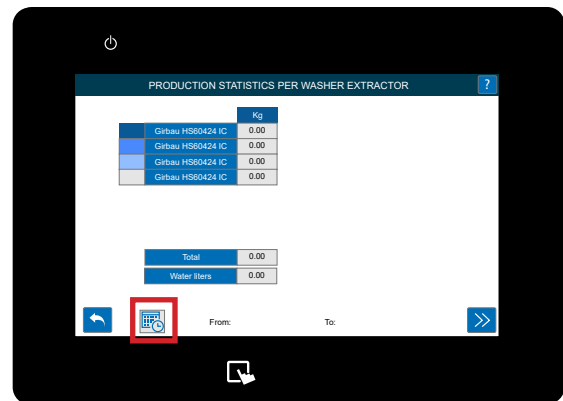 PRODUCTION STATISTICS PER WASHER EXTRACTOR ?
Kg
Girbau HS60424 IC 0.00
Girbau HS60424 IC 0.00
Girbau HS60424 IC 0.00
Girbau HS60424 IC 0.00
Total 0.00
Water liters 0.00
From: To: